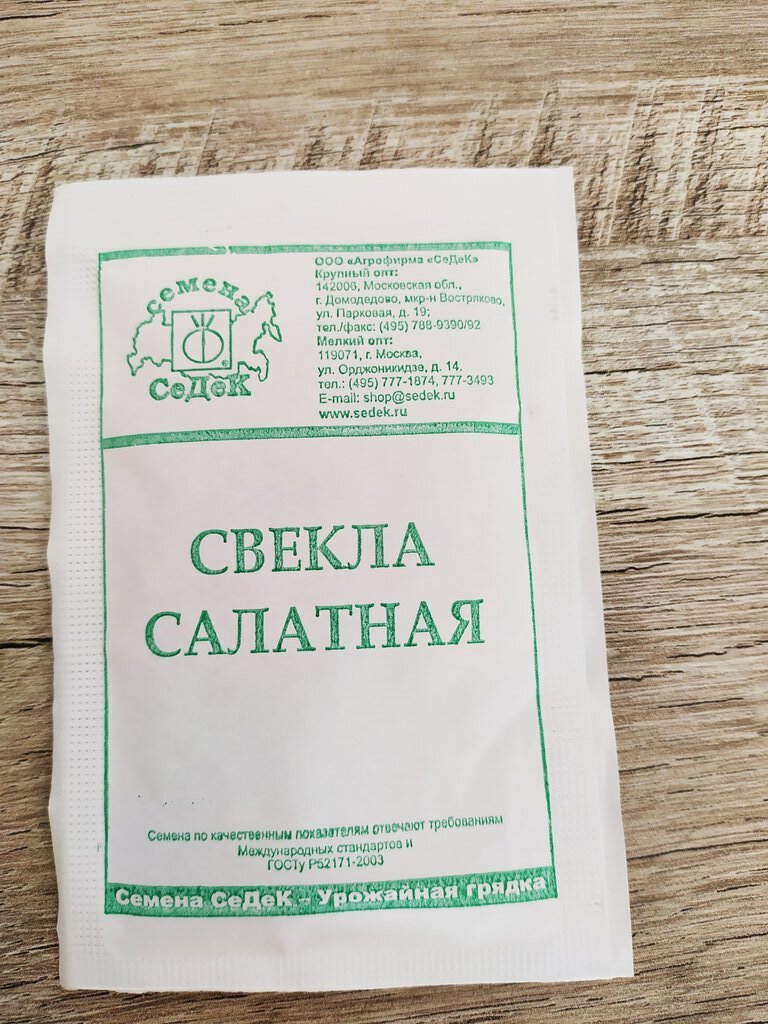 семена
СеДеК
ООО «Агрофирма «СеДеК»
Крупный опт:
142006, Московская обл.,
г. Домодедово, мкр-н Востряково,
ул. Парковая, д. 19;
тел./факс: (495) 788-9390/92
Мелкий опт:
119071, г. Москва,
ул. Орджоникидзе, д. 14.
тел.: (495) 777-1874, 777-3493
E-mail: shop@sedek.ru
www.sedek.ru
СВЕКЛА
САЛАТНАЯ
Семена по качественным показателям отвечают требованиям
Международных стандартов и
ГОСТу Р52171-2003
Семена СеДеК – Урожайная грядка